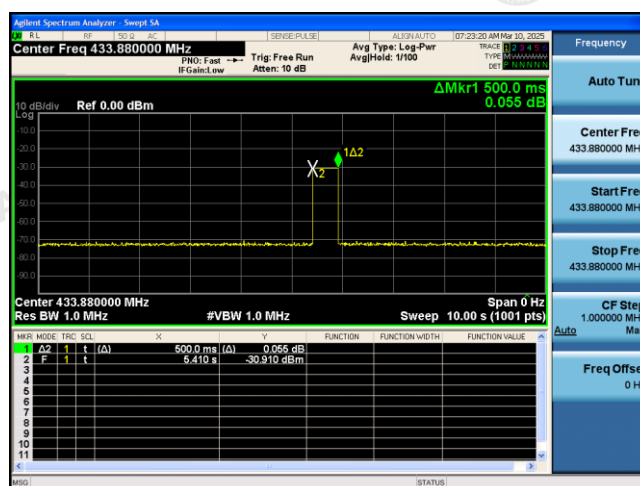 Agilent Spectrum Analyzer - Swept SA
RL RF 50 Ω AC SENSE:PULSE ALIGN AUTO 07:23:20 AM Mar 10, 2025
Center Freq 433.880000 MHz Avg Type: Log-Pwr TRACE 1 2 3 4 5 6
PNO: Fast Trig: Free Run Avg|Hold: 1/100 TYPE
IFGain:Low Atten: 10 dB DET P N N N N N
ΔMkr1 500.0 ms
0.055 dB
10 dB/div Ref 0.00 dBm
Log
-10.0
-20.0
-30.0
-40.0
-50.0
-60.0
-70.0
-80.0
-90.0
1Δ2
X2
Center 433.880000 MHz Span 0 Hz
Res BW 1.0 MHz #VBW 1.0 MHz Sweep 10.00 s (1001 pts)
MKR MODE TRC SCL X Y FUNCTION FUNCTION WIDTH FUNCTION VALUE
1 Δ2 1 t (Δ) 500.0 ms (Δ) 0.055 dB
2 F 1 t 5.410 s -30.910 dBm
3
4
5
6
7
8
9
10
11
MSG STATUS
Frequency
Auto Tun
Center Fre
433.880000 MH
Start Fre
433.880000 MH
Stop Fre
433.880000 MH
CF Step
1.000000 MH
Auto Ma
Freq Offse
0 H